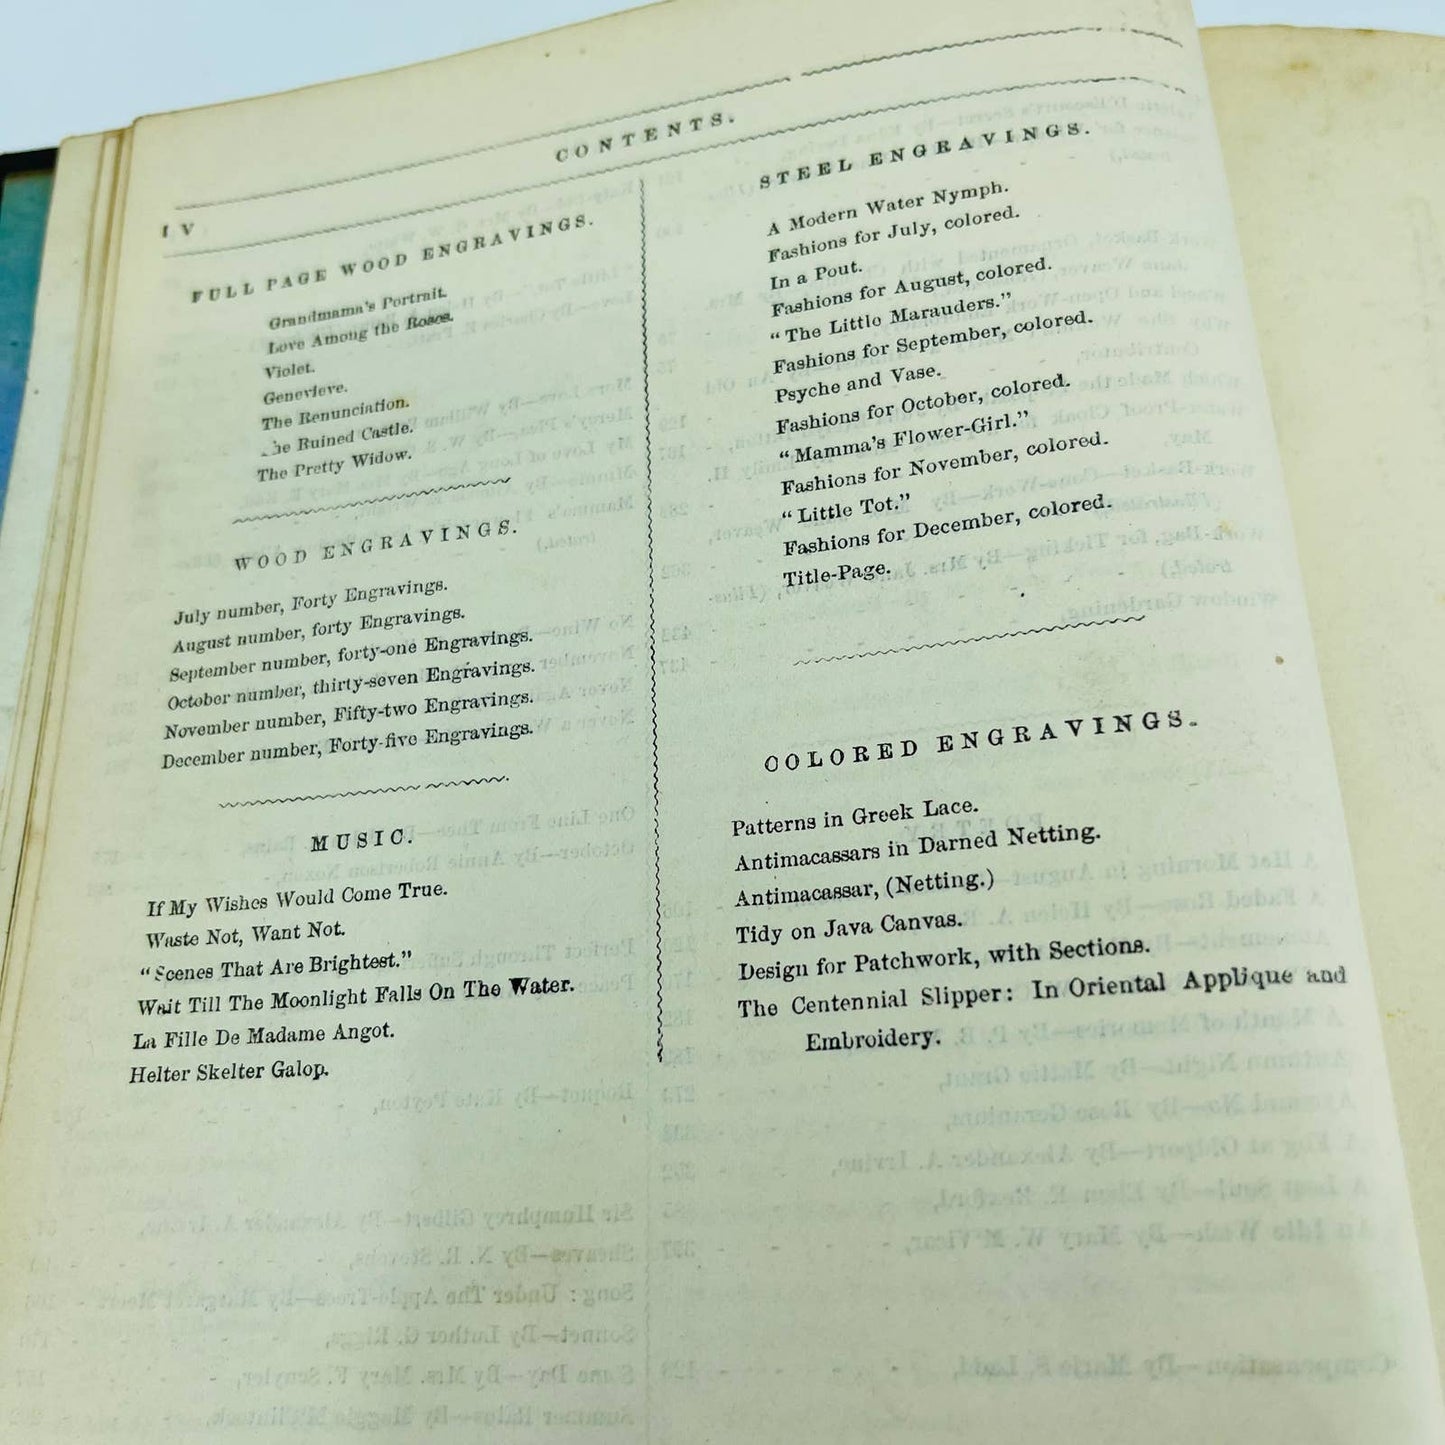 CONTENTS.
IV
FULL PAGE WOOD ENGRAVINGS.
Grandmama's Portrait.
Love Among the Roses.
Violet.
Genevieve.
The Renunciation.
he Ruined Castle.
The Pretty Widow.
WOOD ENGRAVINGS.
July number, Forty Engravings.
August number, forty Engravings.
September number, forty-one Engravings.
October number, thirty-seven Engravings.
November number, Fifty-two Engravings.
December number, Forty-five Engravings.
MUSIC.
If My Wishes Would Come True.
Waste Not, Want Not.
"Scenes That Are Brightest."
Wait Till The Moonlight Falls On The Water.
La Fille De Madame Angot.
Helter Skelter Galop.
STEEL ENGRAVINGS.
A Modern Water Nymph.
Fashions for July, colored.
In a Pout.
Fashions for August, colored.
"The Little Marauders."
Fashions for September, colored.
Psyche and Vase.
Fashions for October, colored.
"Mamma's Flower-Girl."
Fashions for November, colored.
"Little Tot."
Fashions for December, colored.
Title-Page.
COLORED ENGRAVINGS.
Patterns in Greek Lace.
Antimacassars in Darned Netting.
Antimacassar, (Netting.)
Tidy on Java Canvas.
Design for Patchwork, with Sections.
The Centennial Slipper: In Oriental Applique and
Embroidery.